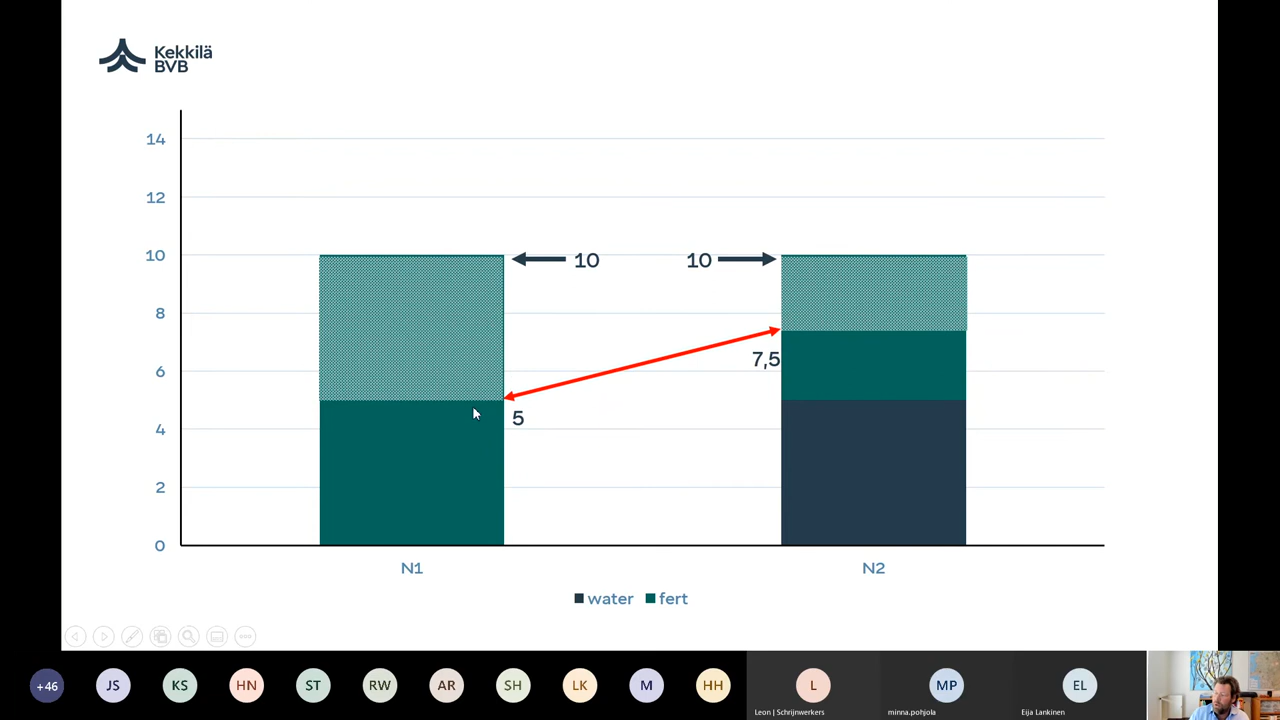 Kekkilä
BVB
14
12
10
8
6
4
2
0
10
10
7,5
5
N1
N2
water
fert
+46
JS
KS
HN
ST
RW
AR
SH
LK
M
HH
L
MP
EL
Leon | Schrijnwerkers
minna.pohjola
Eija Lankinen